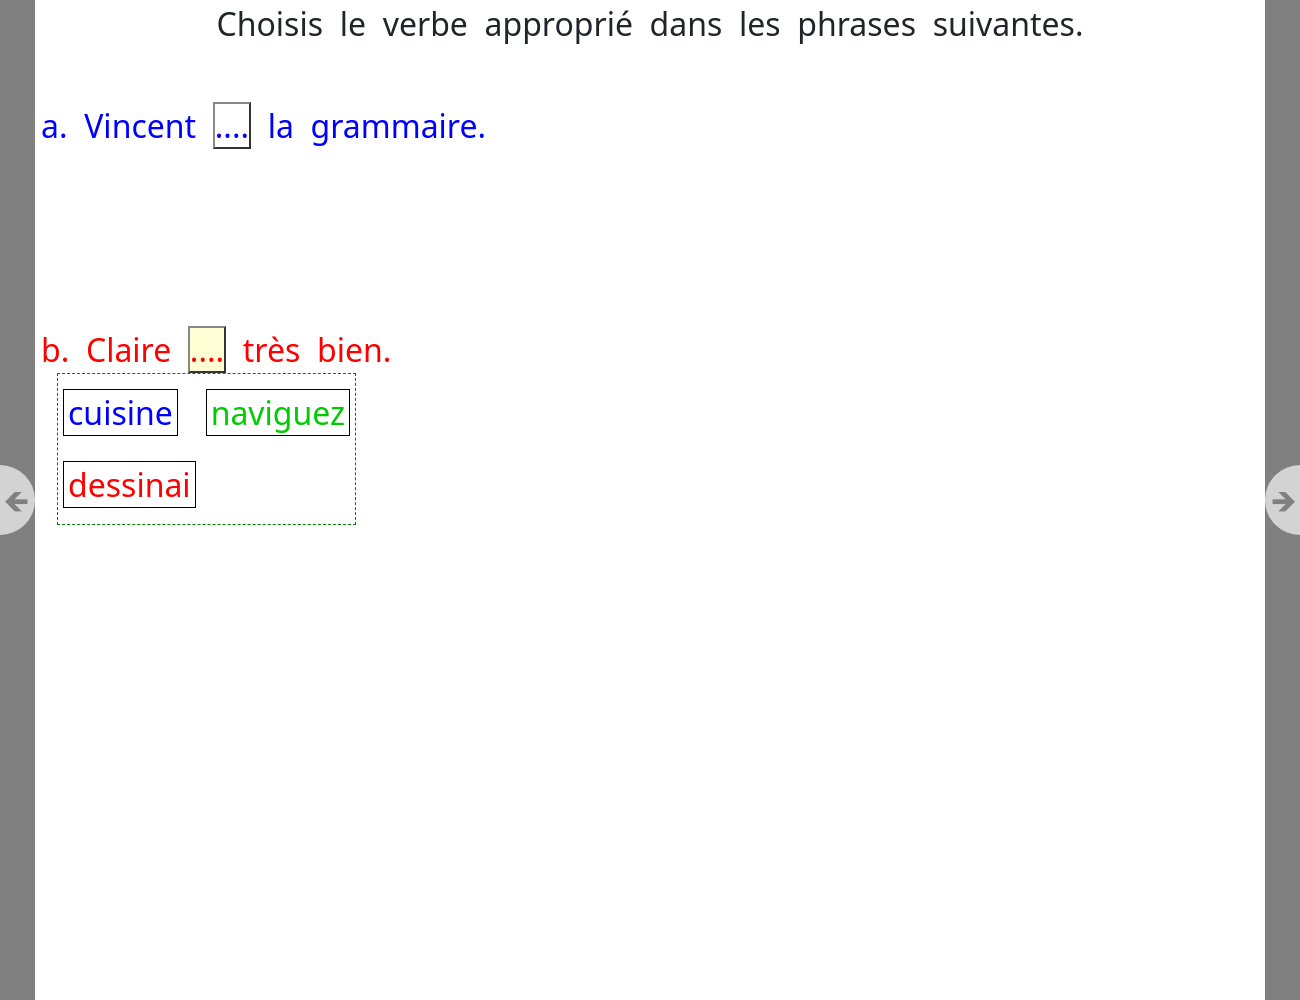 Choisis le verbe approprié dans les phrases suivantes.
a. Vincent .... la grammaire.
b. Claire .... très bien.
cuisine naviguez
dessinai